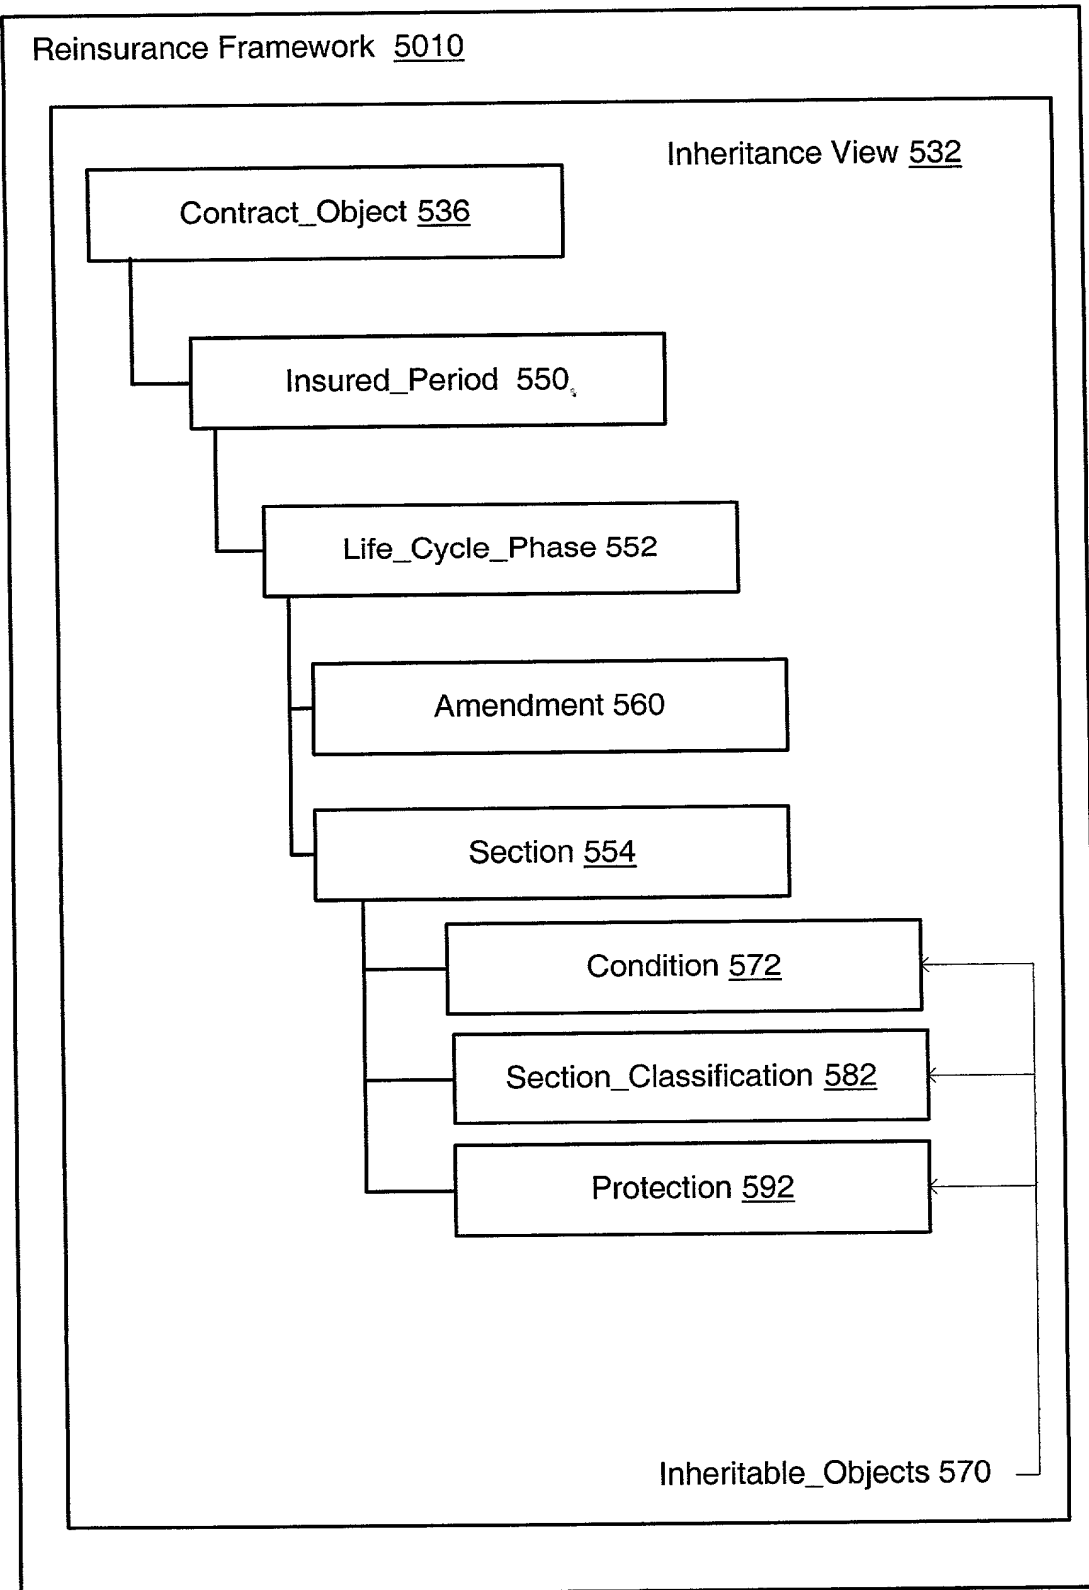 Reinsurance Framework 5010
Inheritance View 532
Contract_Object 536
Insured_Period 550
Life_Cycle_Phase 552
Amendment 560
Section 554
Condition 572
Section_Classification 582
Protection 592
Inheritable_Objects 570